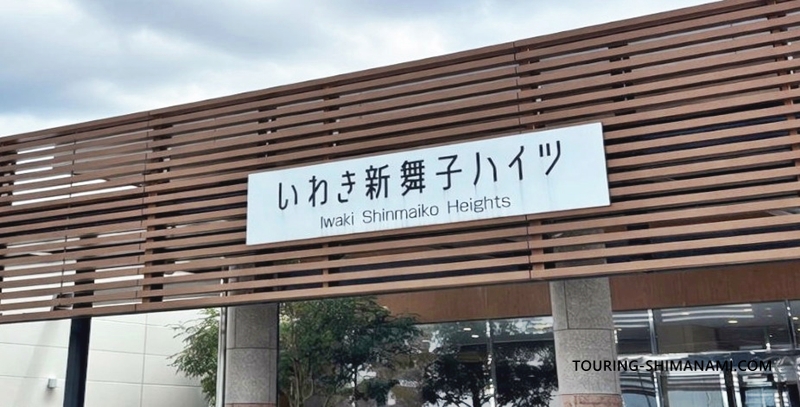 いわき新舞子ハイツ
Iwaki Shinmaiko Heights
TOURING-SHIMANAMI.COM